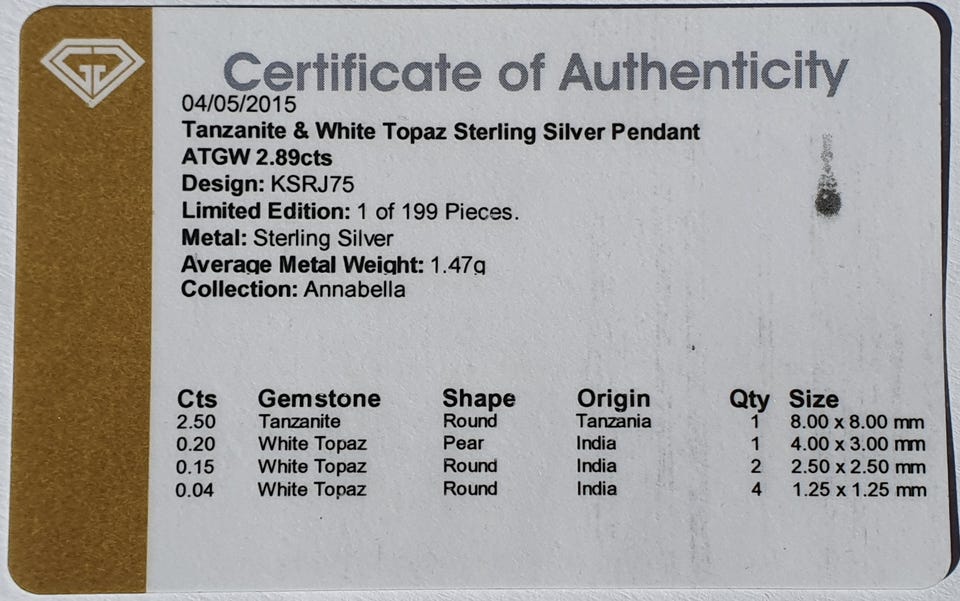 Certificate of Authenticity
04/05/2015
Tanzanite & White Topaz Sterling Silver Pendant
ATGW 2.89cts
Design: KSRJ75
Limited Edition: 1 of 199 Pieces.
Metal: Sterling Silver
Average Metal Weight: 1.47g
Collection: Annabella
Cts Gemstone Shape Origin Qty Size
2.50 Tanzanite Round Tanzania 1 8.00 x 8.00 mm
0.20 White Topaz Pear India 1 4.00 x 3.00 mm
0.15 White Topaz Round India 2 2.50 x 2.50 mm
0.04 White Topaz Round India 4 1.25 x 1.25 mm